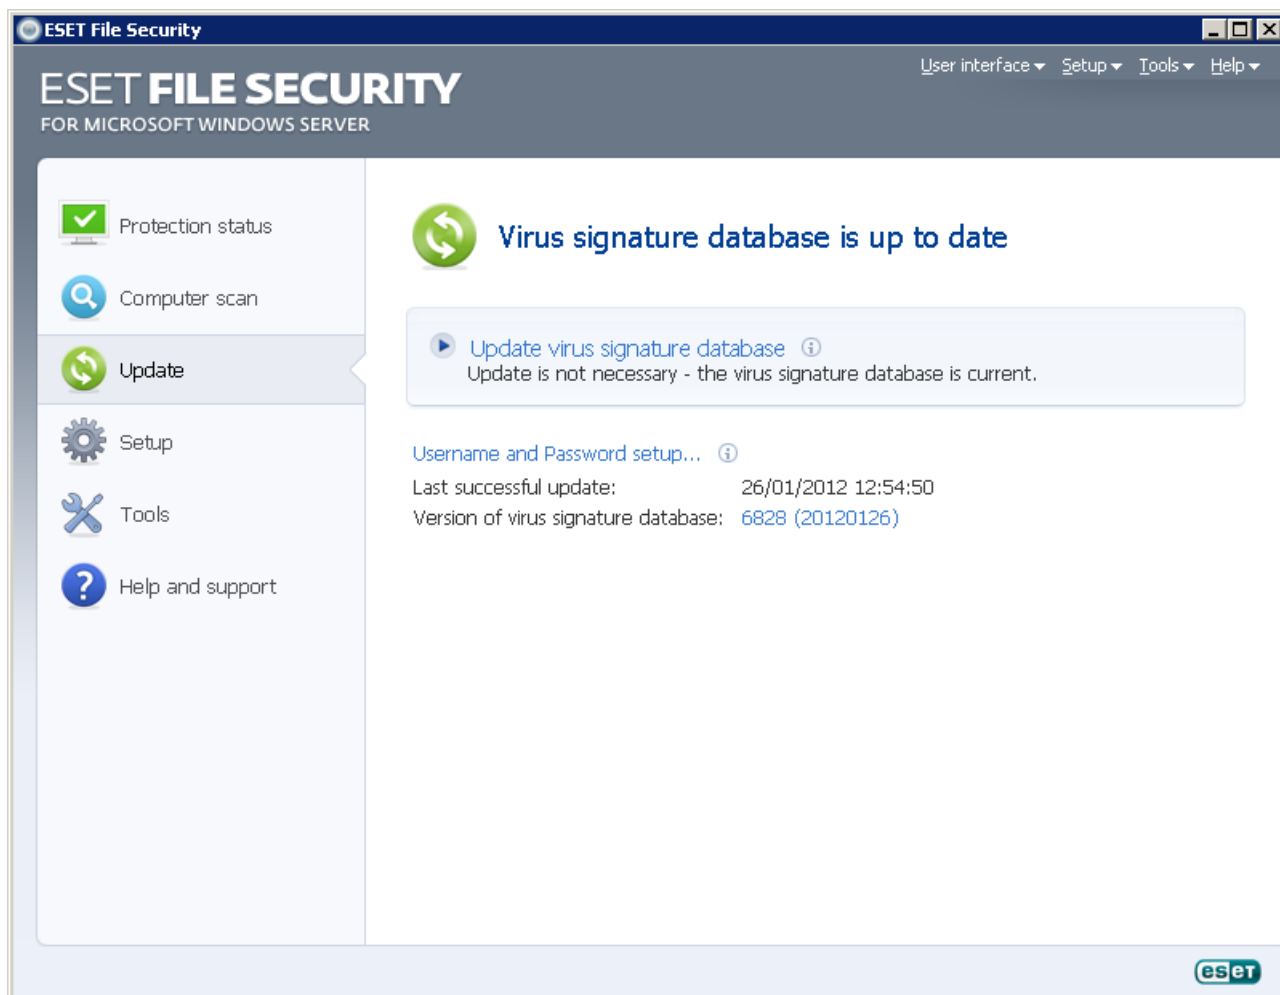 ESET File Security
User interface Setup Tools Help
ESET FILE SECURITY
FOR MICROSOFT WINDOWS SERVER
Protection status
Computer scan
Update
Setup
Tools
Help and support
Virus signature database is up to date
Update virus signature database
Update is not necessary - the virus signature database is current.
Username and Password setup...
Last successful update: 26/01/2012 12:54:50
Version of virus signature database: 6828 (20120126)
eset